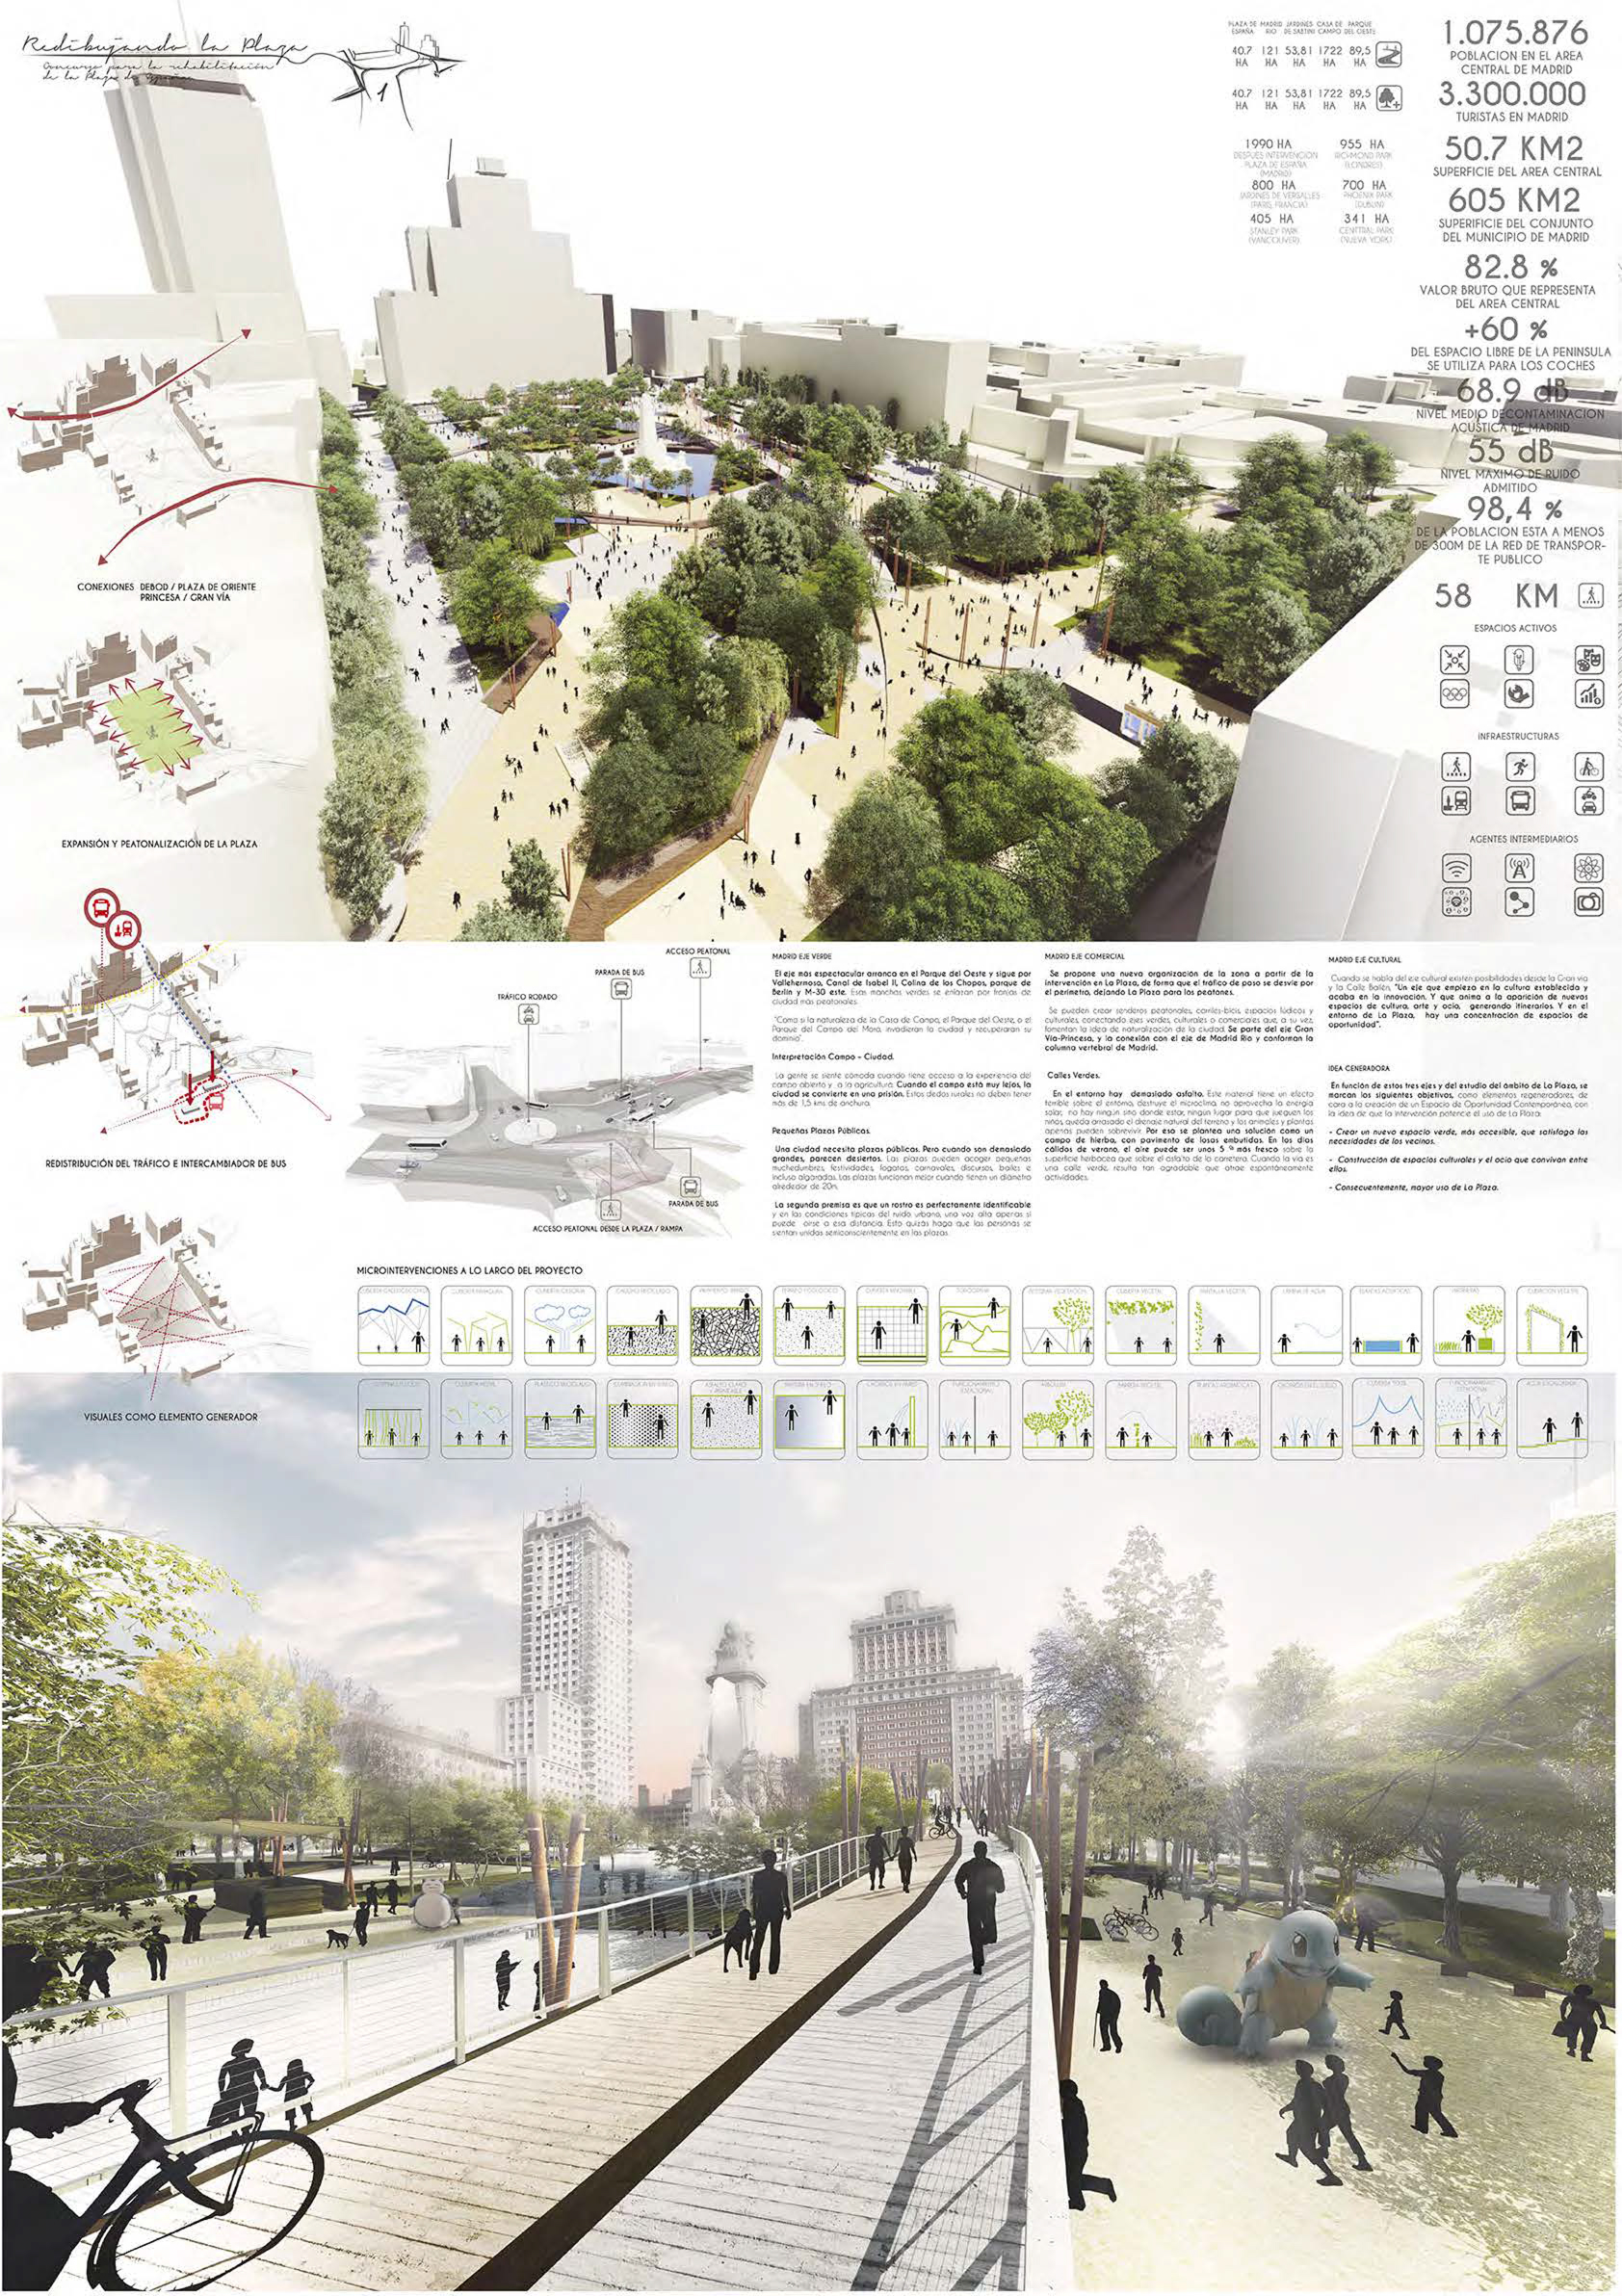 Redibujando la Plaza
Concurso para la rehabilitación
de la Plaza de España
PLAZA DE MADRID JARDINES CASA DE PARQUE
ESPAÑA RIO DE SABTINI CAMPO DEL OESTE
40.7 121 53,81 1722 89,5
HA HA HA HA HA
40.7 121 53,81 1722 89,5
HA HA HA HA HA
1990 HA
DESPUES INTERVENCION
PLAZA DE ESPAÑA
(MADRID)
955 HA
RICHMOND PARK
(LONDRES)
800 HA
JARDINES DE VERSALLES
(PARIS, FRANCIA)
700 HA
PHOENIX PARK
(DUBLIN)
405 HA
STANLEY PARK
(VANCOUVER)
341 HA
CENTTRAL PARK
(NUEVA YORK)
1.075.876
POBLACION EN EL AREA
CENTRAL DE MADRID
3.300.000
TURISTAS EN MADRID
50.7 KM2
SUPERFICIE DEL AREA CENTRAL
605 KM2
SUPERIFICIE DEL CONJUNTO
DEL MUNICIPIO DE MADRID
82.8 %
VALOR BRUTO QUE REPRESENTA
DEL AREA CENTRAL
+60 %
DEL ESPACIO LIBRE DE LA PENINSULA
SE UTILIZA PARA LOS COCHES
68.9 dB
NIVEL MEDIO DECONTAMINACION
ACUSTICA DE MADRID
55 dB
NIVEL MAXIMO DE RUIDO
ADMITIDO
98,4 %
DE LA POBLACION ESTA A MENOS
DE 300M DE LA RED DE TRANSPOR-
TE PUBLICO
58 KM
ESPACIOS ACTIVOS
INFRAESTRUCTURAS
AGENTES INTERMEDIARIOS
CONEXIONES DEBOD / PLAZA DE ORIENTE
PRINCESA / GRAN VÍA
EXPANSIÓN Y PEATONALIZACIÓN DE LA PLAZA
REDISTRIBUCIÓN DEL TRÁFICO E INTERCAMBIADOR DE BUS
VISUALES COMO ELEMENTO GENERADOR
ACCESO PEATONAL
PARADA DE BUS
TRÁFICO RODADO
PARADA DE BUS
ACCESO PEATONAL DESDE LA PLAZA / RAMPA
MADRID EJE VERDE
El eje más espectacular arranca en el Parque del Oeste y sigue por
Vallehermoso, Canal de Isabel II, Colina de los Chopos, parque de
Berlín y M-30 este. Estas manchas verdes se enlazan por franjas de
ciudad más peatonales.
"Como si la naturaleza de la Casa de Campo, el Parque del Oeste, o el
Parque del Campo del Moro, invadieran la ciudad y recuperaran su
dominio".
Interpretación Campo - Ciudad.
La gente se siente cómoda cuando tiene acceso a la experiencia del
campo abierto y a la agricultura. Cuando el campo está muy lejos, la
ciudad se convierte en una prisión. Estos dedos rurales no deben tener
más de 1,5 kms de anchura.
Pequeñas Plazas Públicas.
Una ciudad necesita plazas públicas. Pero cuando son demasiado
grandes, parecen desiertos. Las plazas pueden acoger pequeñas
muchedumbres, festividades, fogatas, carnavales, discursos, bailes e
incluso algaradas. Las plazas funcionan mejor cuando tienen un diámetro
alrededor de 20m.
La segunda premisa es que un rostro es perfectamente identificable
y en las condiciones típicas del ruido urbano, una voz alta apenas si
puede oirse a esa distancia. Esto quizás haga que las personas se
sientan unidas semiconscientemente en las plazas
MADRID EJE COMERCIAL
Se propone una nueva organización de la zona a partir de la
intervención en La Plaza, de forma que el tráfico de paso se desvíe por
el perímetro, dejando La Plaza para los peatones.
Se pueden crear senderos peatonales, carriles-bicis, espacios lúdicos y
culturales, conectando ejes verdes, culturales o comerciales que, a su vez,
fomentan la idea de naturalización de la ciudad. Se parte del eje Gran
Vía-Princesa, y la conexión con el eje de Madrid Río y conforman la
columna vertebral de Madrid.
Calles Verdes.
En el entorno hay demasiado asfalto. Este material tiene un efecto
terrible sobre el entorno, destruye el microclima, no aprovecha la energía
solar, no hay ningún sitio donde estar, ningún lugar para que jueguen los
niños, queda arrasado el drenaje natural del terreno y los animales y plantas
apenas pueden sobrevivir. Por eso se plantea una solución como un
campo de hierba, con pavimento de losas embutidas. En los días
cálidos de verano, el aire puede ser unos 5 º más fresco sobre la
superficie herbácea que sobre el asfalto de la carretera. Cuando la vía es
una calle verde, resulta tan agradable que atrae espontáneamente
actividades.
MADRID EJE CULTURAL
Cuando se habla del eje cultural existen posibilidades desde la Gran vía
y la Calle Bailén, "Un eje que empieza en la cultura establecida y
acaba en la innovación. Y que anima a la aparición de nuevos
espacios de cultura, arte y ocio, generando itinerarios. Y en el
entorno de La Plaza, hay una concentración de espacios de
oportunidad".
IDEA GENERADORA
En función de estos tres ejes y del estudio del ámbito de La Plaza, se
marcan los siguientes objetivos, como elementos regeneradores, de
cara a la creación de un Espacio de Oportunidad Contemporánea, con
la idea de que la intervención potencie el uso de La Plaza:
- Crear un nuevo espacio verde, más accesible, que satisfaga las
necesidades de los vecinos.
- Construcción de espacios culturales y el ocio que convivan entre
ellos.
- Consecuentemente, mayor uso de La Plaza.
MICROINTERVENCIONES A LO LARGO DEL PROYECTO